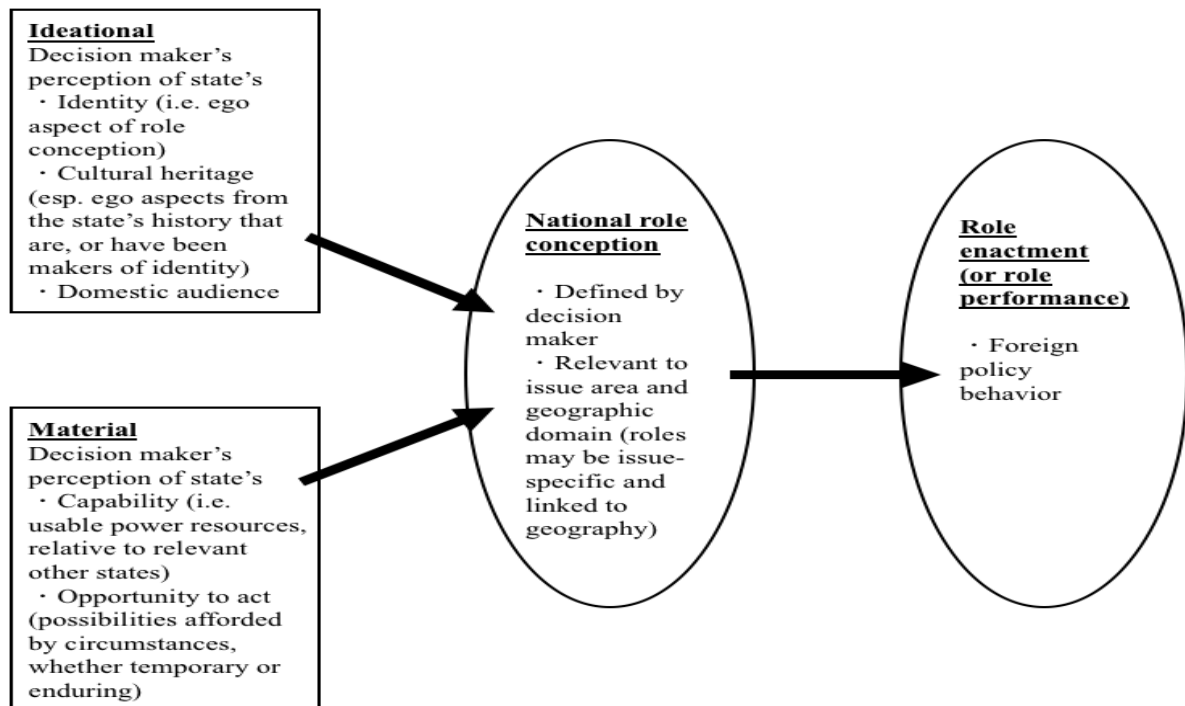 Ideational
Decision maker's
perception of state's
· Identity (i.e. ego
aspect of role
conception)
· Cultural heritage
(esp. ego aspects from
the state's history that
are, or have been
makers of identity)
· Domestic audience
Material
Decision maker's
perception of state's
· Capability (i.e.
usable power resources,
relative to relevant
other states)
· Opportunity to act
(possibilities afforded
by circumstances,
whether temporary or
enduring)
National role
conception
· Defined by
decision
maker
· Relevant to
issue area and
geographic
domain (roles
may be issue-
specific and
linked to
geography)
Role
enactment
(or role
performance)
· Foreign
policy
behavior